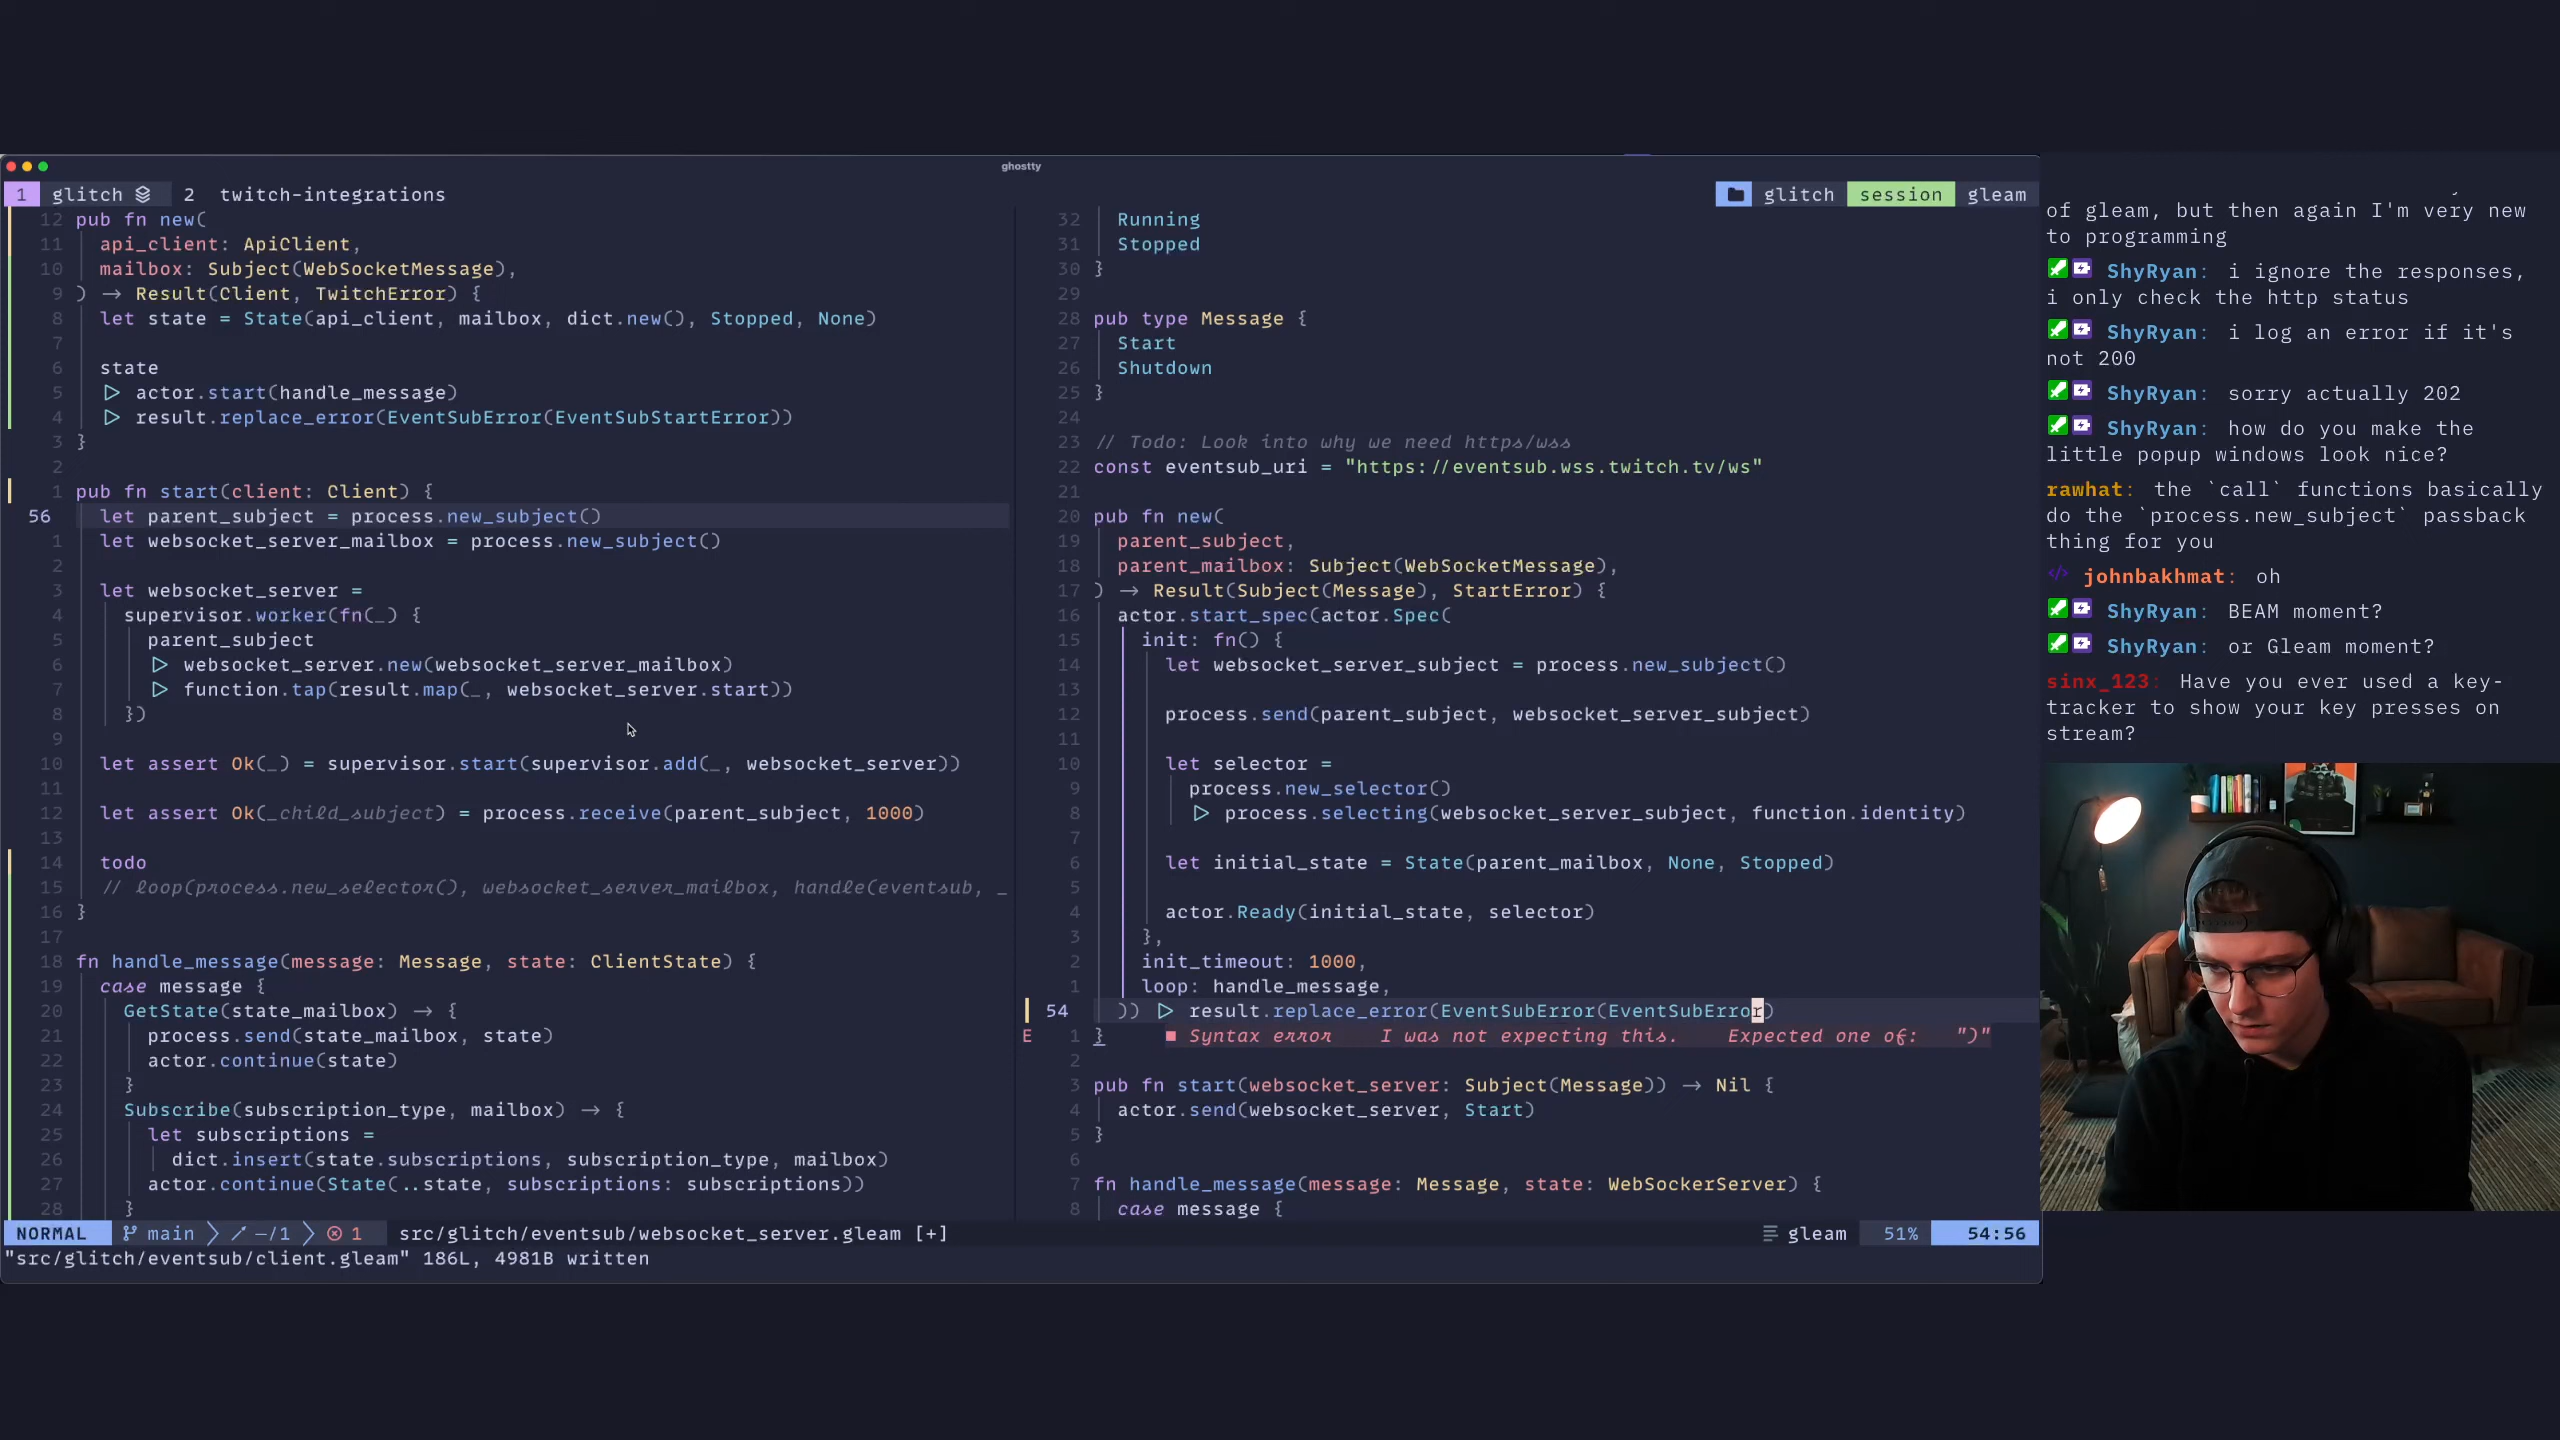 ghostty
1 glitch 2 twitch-integrations
glitch session gleam
12 pub fn new(
11 api_client: ApiClient,
10 mailbox: Subject(WebSocketMessage),
9 ) → Result(Client, TwitchError) {
8 let state = State(api_client, mailbox, dict.new(), Stopped, None)
7
6 state
5 ▷ actor.start(handle_message)
4 ▷ result.replace_error(EventSubError(EventSubStartError))
3 }
2
1 pub fn start(client: Client) {
56 let parent_subject = process.new_subject()
1 let websocket_server_mailbox = process.new_subject()
2
3 let websocket_server =
4 supervisor.worker(fn(_) {
5 parent_subject
6 ▷ websocket_server.new(websocket_server_mailbox)
7 ▷ function.tap(result.map(_, websocket_server.start))
8 })
9
10 let assert Ok(_) = supervisor.start(supervisor.add(_, websocket_server))
11
12 let assert Ok(_child_subject) = process.receive(parent_subject, 1000)
13
14 todo
15 // loop(process.new_selector(), websocket_server_mailbox, handle(eventsub, _
16 }
17
18 fn handle_message(message: Message, state: ClientState) {
19 case message {
20 GetState(state_mailbox) → {
21 process.send(state_mailbox, state)
22 actor.continue(state)
23 }
24 Subscribe(subscription_type, mailbox) → {
25 let subscriptions =
26 dict.insert(state.subscriptions, subscription_type, mailbox)
27 actor.continue(State(..state, subscriptions: subscriptions))
28 }
32 Running
31 Stopped
30 }
29
28 pub type Message {
27 Start
26 Shutdown
25 }
24
23 // Todo: Look into why we need https/wss
22 const eventsub_uri = "https://eventsub.wss.twitch.tv/ws"
21
20 pub fn new(
19 parent_subject,
18 parent_mailbox: Subject(WebSocketMessage),
17 ) → Result(Subject(Message), StartError) {
16 actor.start_spec(actor.Spec(
15 init: fn() {
14 let websocket_server_subject = process.new_subject()
13
12 process.send(parent_subject, websocket_server_subject)
11
10 let selector =
9 process.new_selector()
8 ▷ process.selecting(websocket_server_subject, function.identity)
7
6 let initial_state = State(parent_mailbox, None, Stopped)
5
4 actor.Ready(initial_state, selector)
3 },
2 init_timeout: 1000,
1 loop: handle_message,
54 )) ▷ result.replace_error(EventSubError(EventSubError)
E 1 } ■ Syntax error I was not expecting this. Expected one of: ")"
2
3 pub fn start(websocket_server: Subject(Message)) → Nil {
4 actor.send(websocket_server, Start)
5 }
6
7 fn handle_message(message: Message, state: WebSockerServer) {
8 case message {
NORMAL main —/1 1 src/glitch/eventsub/websocket_server.gleam [+] gleam 51% 54:56
"src/glitch/eventsub/client.gleam" 186L, 4981B written
of gleam, but then again I'm very new
to programming
ShyRyan: i ignore the responses,
i only check the http status
ShyRyan: i log an error if it's
not 200
ShyRyan: sorry actually 202
ShyRyan: how do you make the
little popup windows look nice?
rawhat: the `call` functions basically
do the `process.new_subject` passback
thing for you
johnbakhmat: oh
ShyRyan: BEAM moment?
ShyRyan: or Gleam moment?
sinx_123: Have you ever used a key-
tracker to show your key presses on
stream?